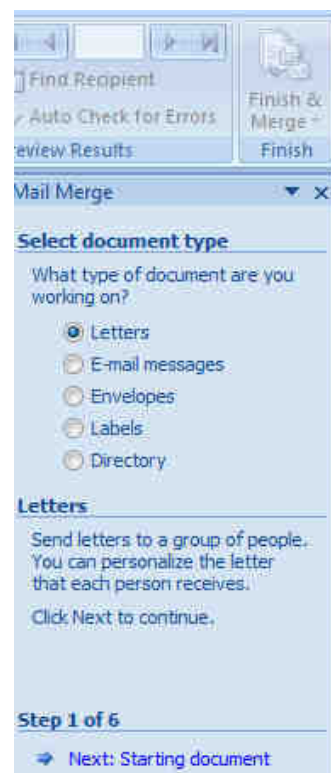 Find Recipient
Auto Check for Errors
Finish &
Merge
review Results
Finish
Mail Merge
Select document type
What type of document are you
working on?
Letters
E-mail messages
Envelopes
Labels
Directory
Letters
Send letters to a group of people.
You can personalize the letter
that each person receives.
Click Next to continue.
Step 1 of 6
Next: Starting document